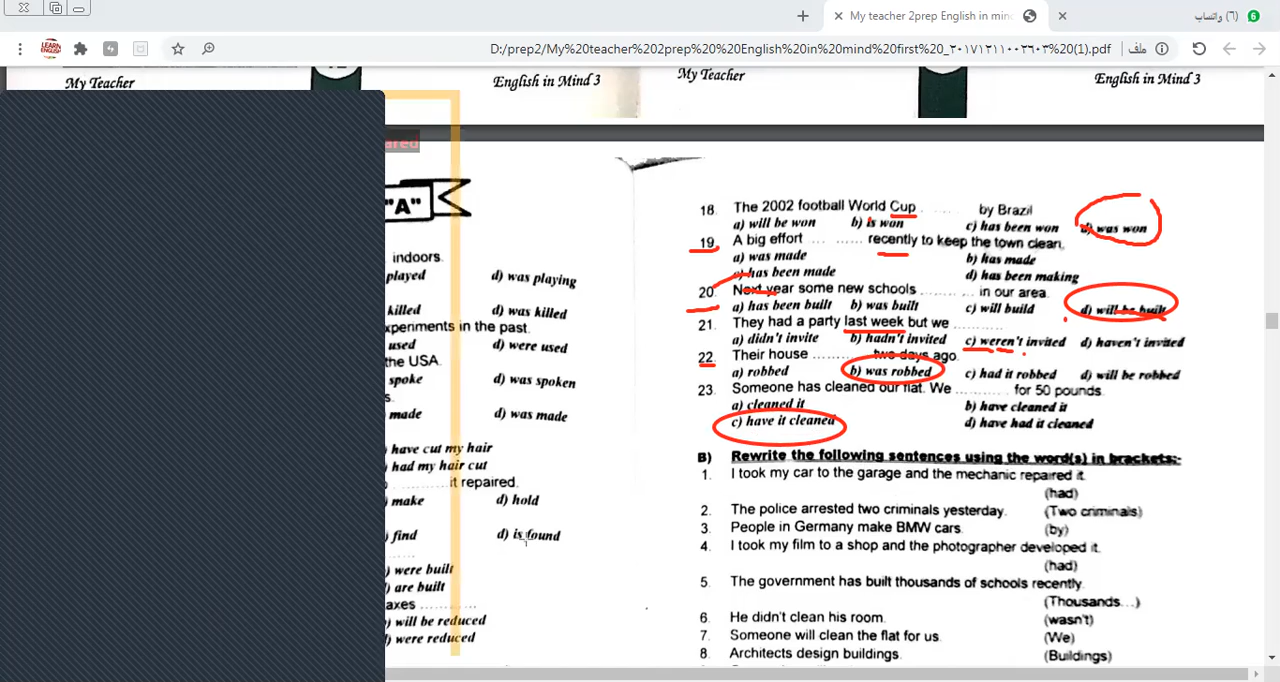 My teacher 2prep English in mind
(٦) واتساب
6
D:/prep2/My%20teacher%202prep%20%20English%20in%20mind%20first%20_٢٠١٧١٢١١٠٠٢٦٠٣%20(1).pdf
ملف
LEARN ENGLISH
My Teacher
English in Mind 3
My Teacher
English in Mind 3
ared
"A"
indoors.
played d) was playing
killed d) was killed
xperiments in the past.
used d) were used
the USA.
spoke d) was spoken
s.
made d) was made
) have cut my hair
) had my hair cut
.............. it repaired.
) make d) hold
) find d) is found
) were built
) are built
axes ..............
) will be reduced
) were reduced
18. The 2002 football World Cup ........ by Brazil
a) will be won b) is won c) has been won d) was won
19. A big effort .... ........ recently to keep the town clean.
a) was made b) has made
c) has been made d) has been making
20. Next year some new schools .............. in our area.
a) has been built b) was built c) will build d) will be built
21. They had a party last week but we ............
a) didn't invite b) hadn't invited c) weren't invited d) haven't invited
22. Their house .............. two days ago.
a) robbed b) was robbed c) had it robbed d) will be robbed
23. Someone has cleaned our flat. We ............ for 50 pounds.
a) cleaned it b) have cleaned it
c) have it cleaned d) have had it cleaned
B) Rewrite the following sentences using the word(s) in brackets:-
1. I took my car to the garage and the mechanic repaired it.
(had)
2. The police arrested two criminals yesterday. (Two criminals)
3. People in Germany make BMW cars. (by)
4. I took my film to a shop and the photographer developed it.
(had)
5. The government has built thousands of schools recently.
(Thousands...)
6. He didn't clean his room. (wasn't)
7. Someone will clean the flat for us. (We)
8. Architects design buildings. (Buildings)